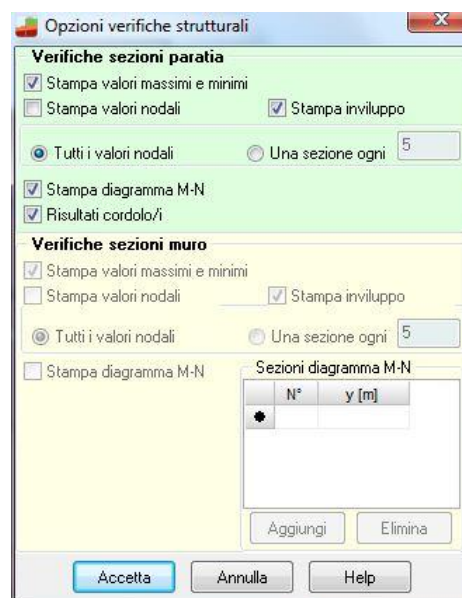 Opzioni verifiche strutturali
Verifiche sezioni paratia
Stampa valori massimi e minimi
Stampa valori nodali Stampa inviluppo
Tutti i valori nodali Una sezione ogni 5
Stampa diagramma M-N
Risultati cordolo/i
Verifiche sezioni muro
Stampa valori massimi e minimi
Stampa valori nodali Stampa inviluppo
Tutti i valori nodali Una sezione ogni 5
Stampa diagramma M-N Sezioni diagramma M-N
N° y [m]
Aggiungi Elimina
Accetta Annulla Help